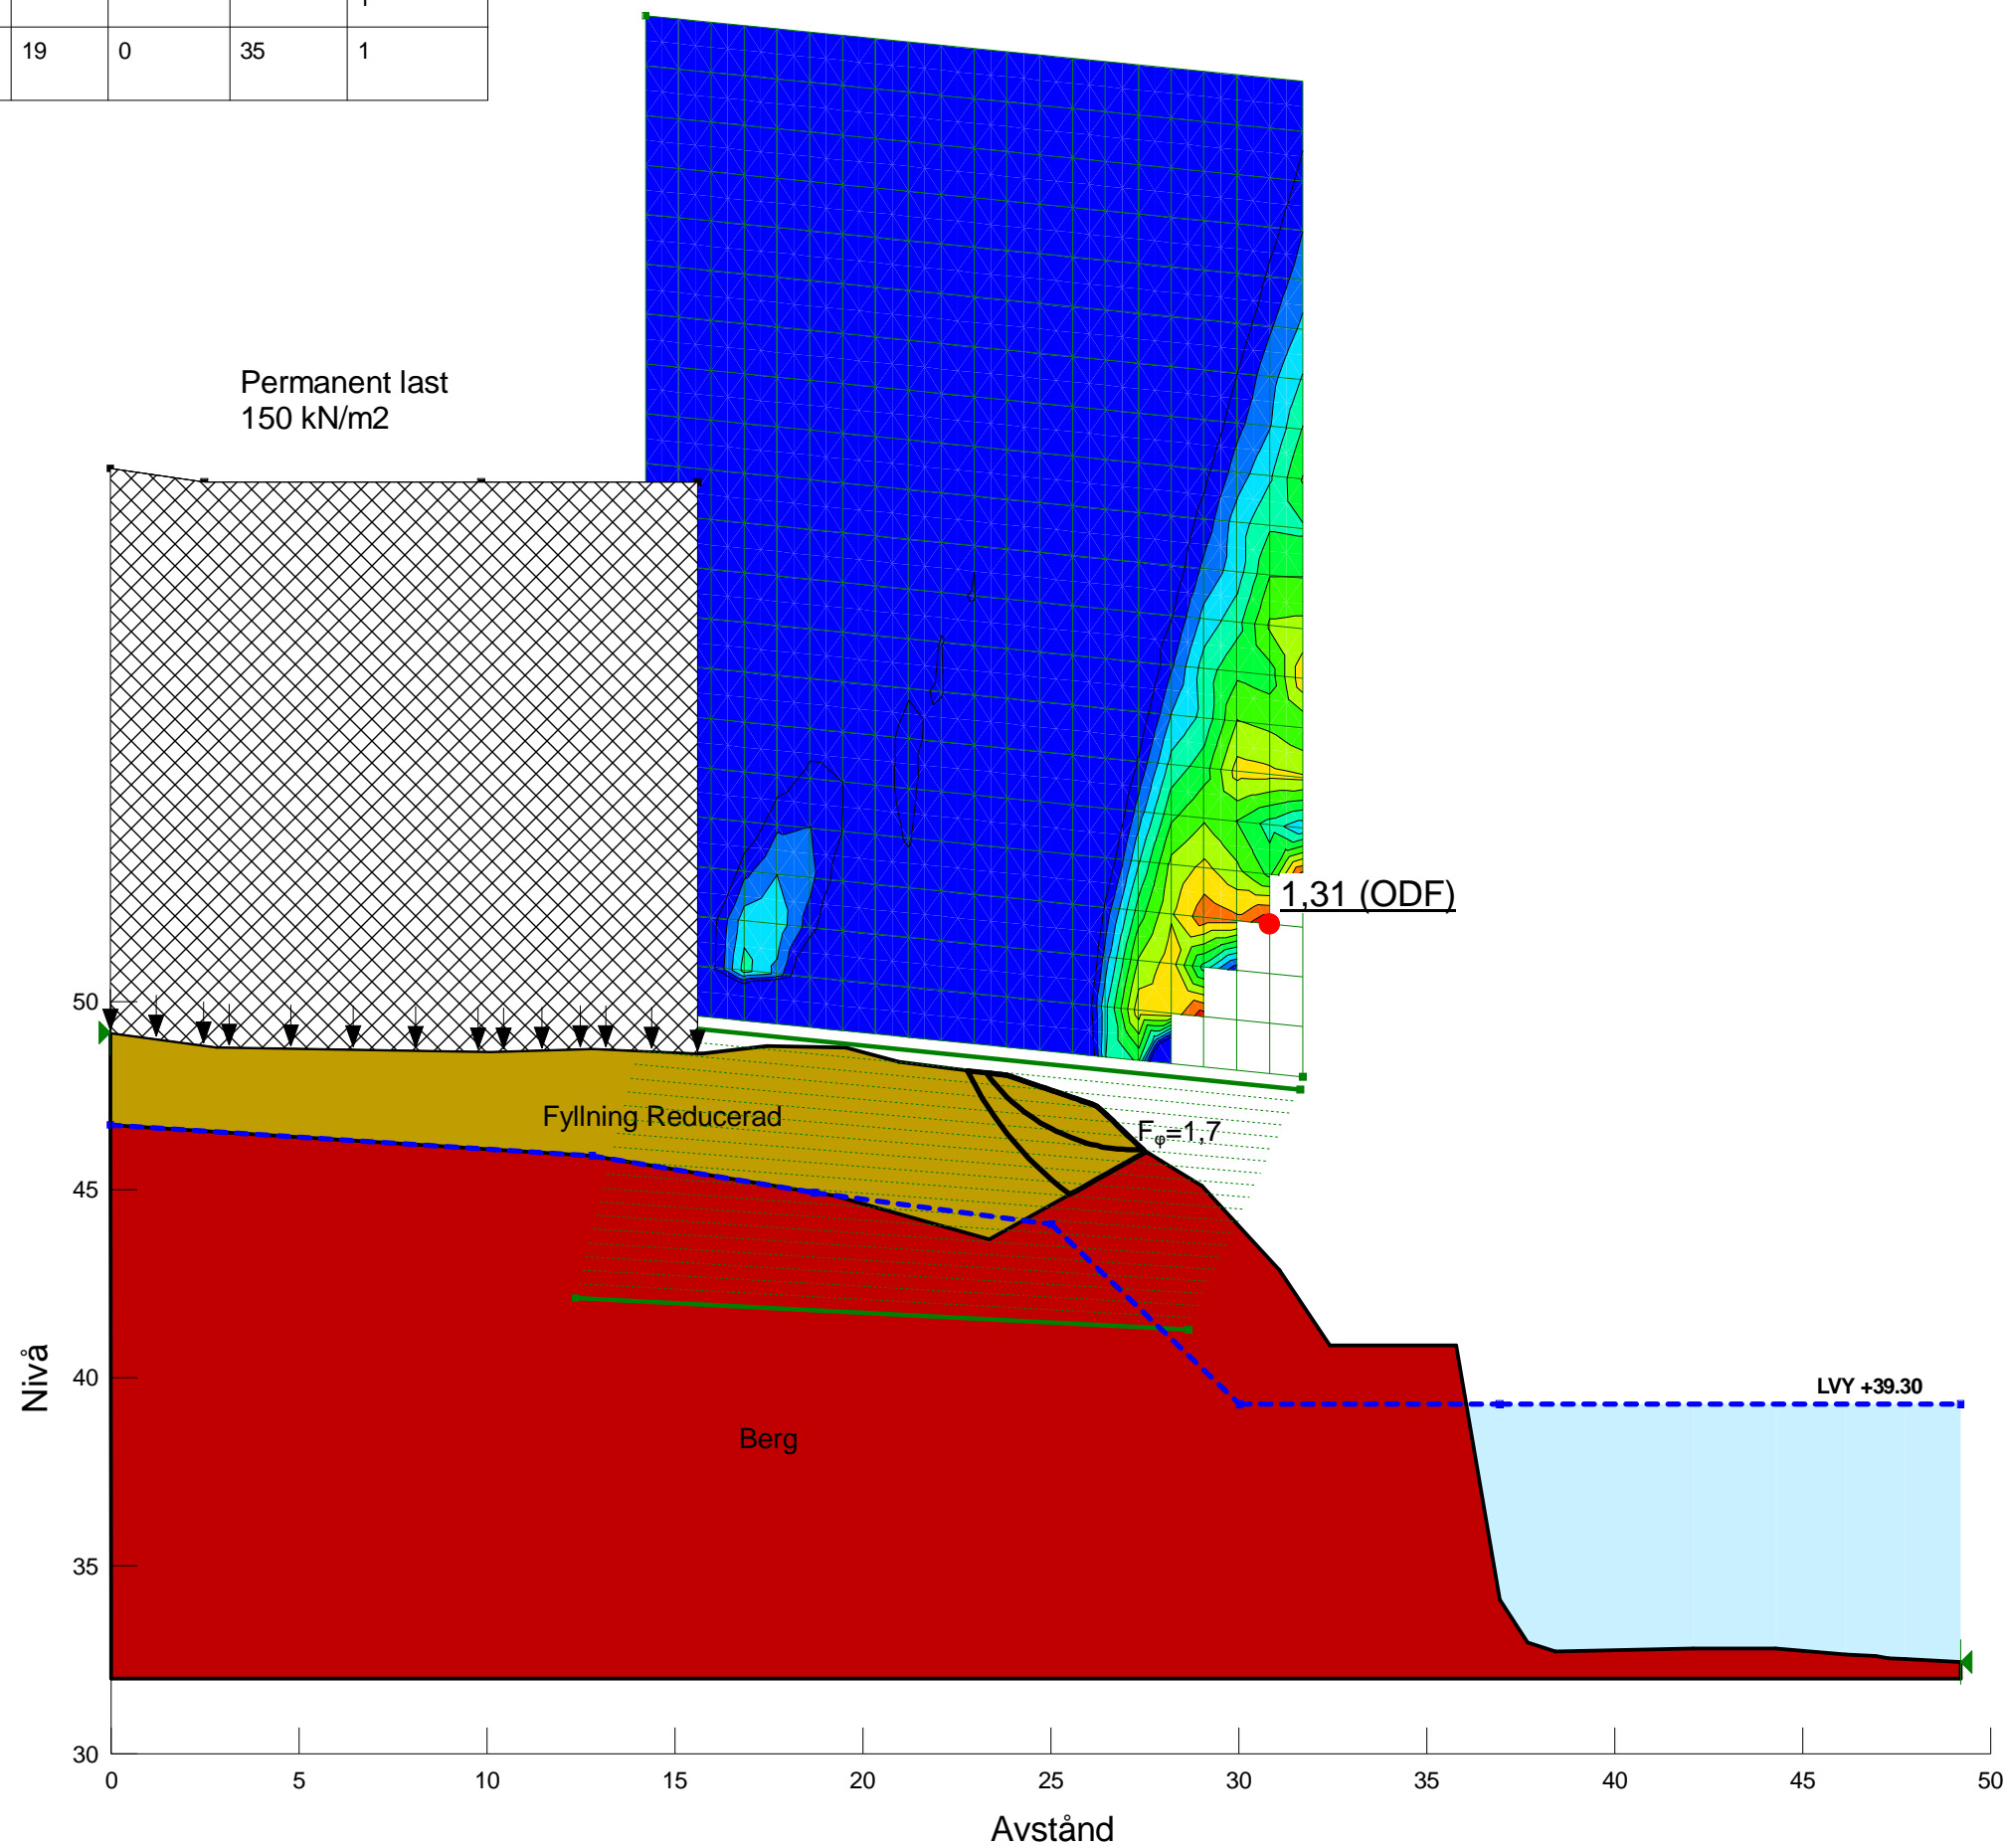 19 0 35 1
Permanent last
150 kN/m2
1,31 (ODF)
50
Fyllning Reducerad
Fφ=1,7
45
40
Nivå
LVY +39.30
Berg
35
30
0 5 10 15 20 25 30 35 40 45 50
Avstånd